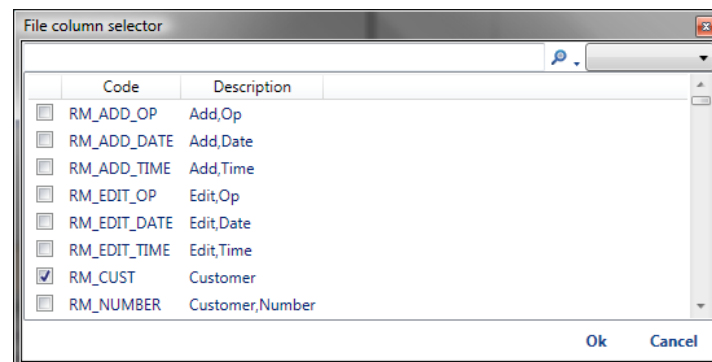 File column selector
Code Description
RM_ADD_OP Add,Op
RM_ADD_DATE Add,Date
RM_ADD_TIME Add,Time
RM_EDIT_OP Edit,Op
RM_EDIT_DATE Edit,Date
RM_EDIT_TIME Edit,Time
RM_CUST Customer
RM_NUMBER Customer,Number
Ok Cancel